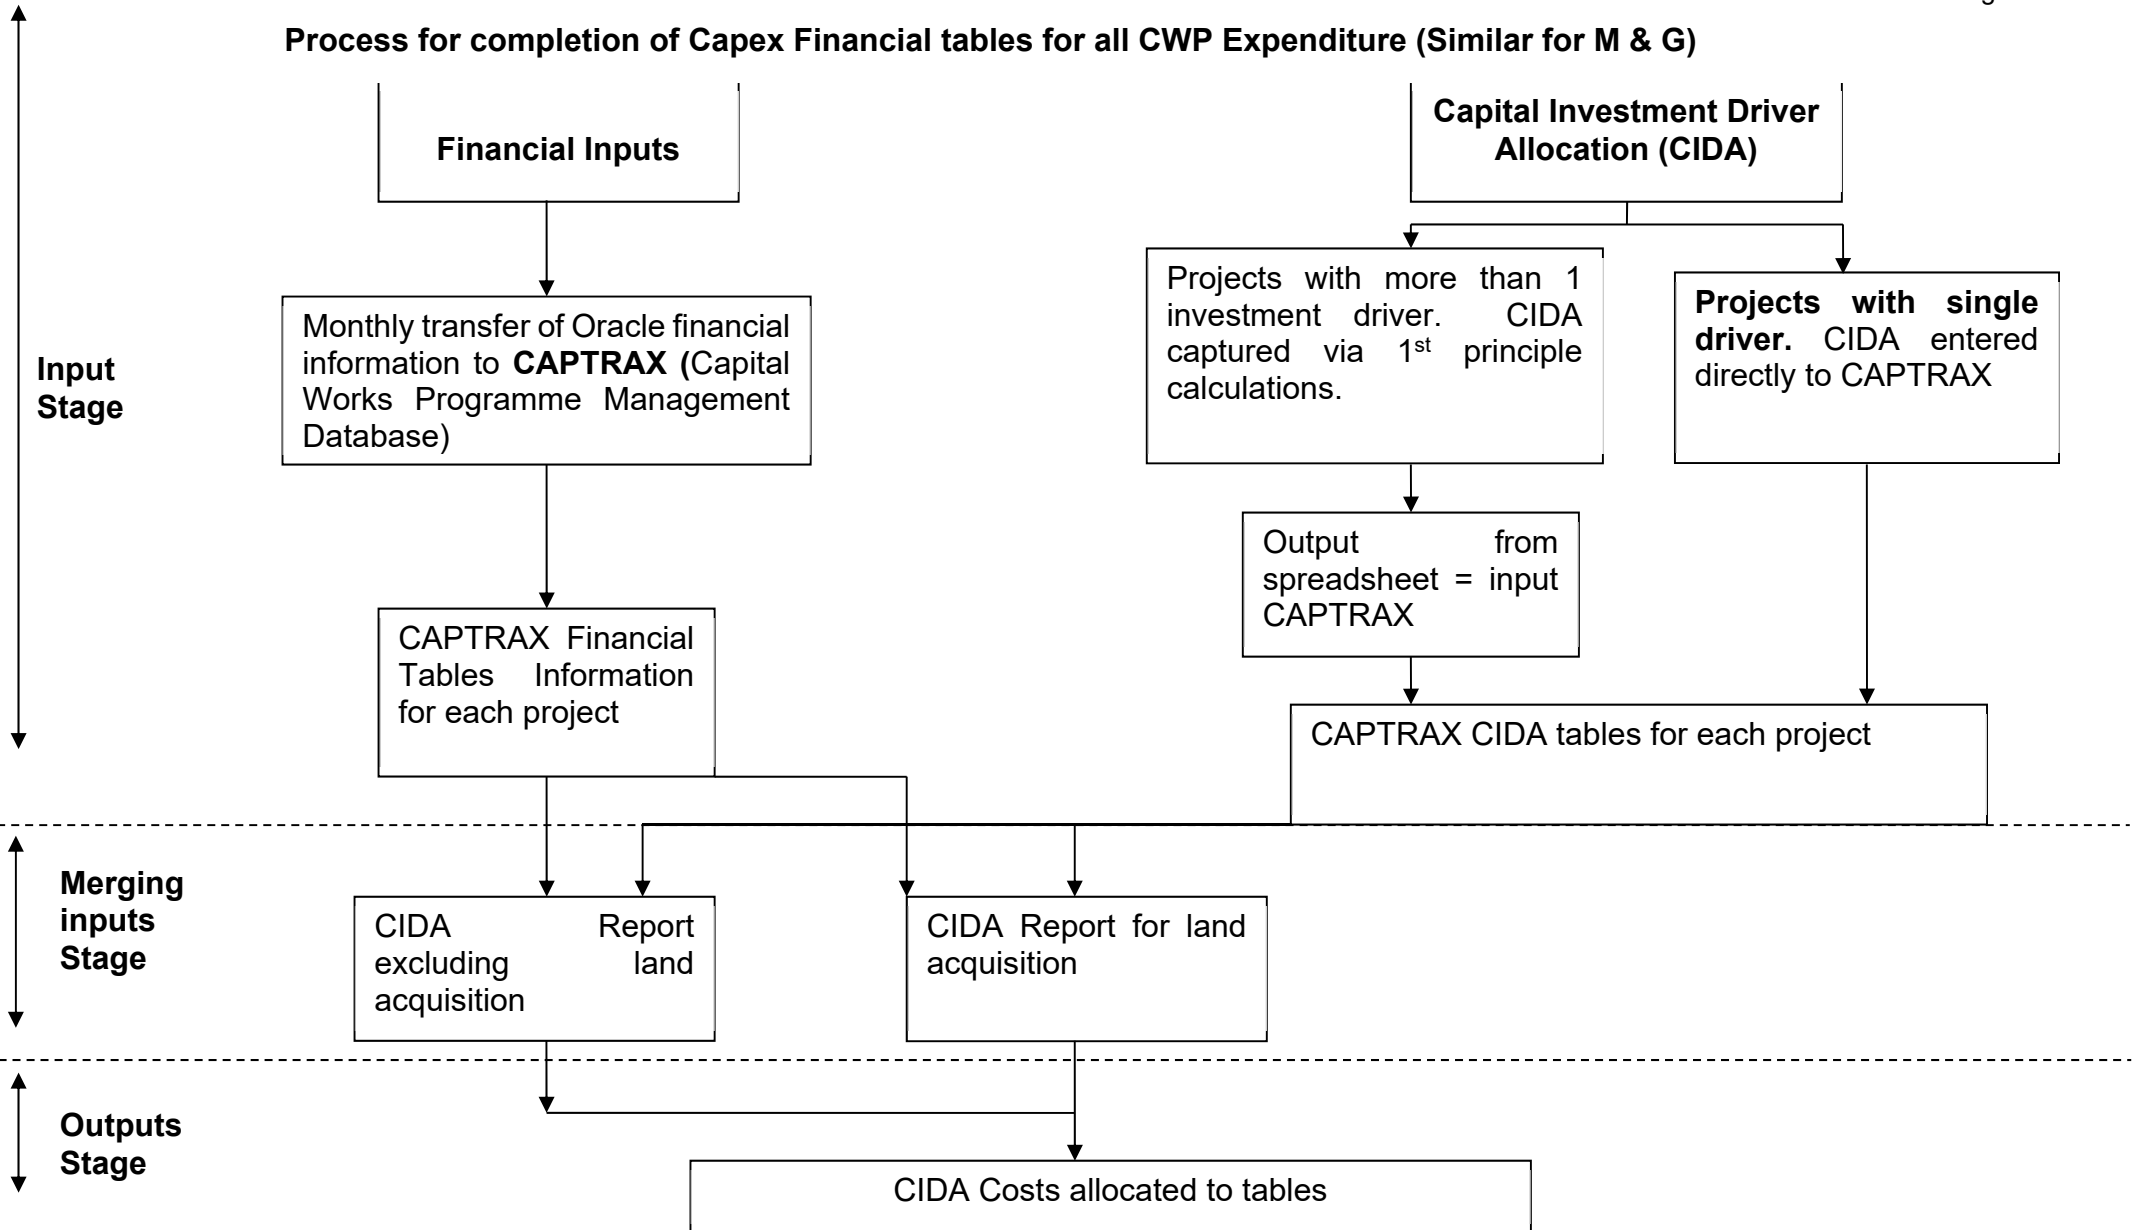 Process for completion of Capex Financial tables for all CWP Expenditure (Similar for M & G)
Financial Inputs
Capital Investment Driver
Allocation (CIDA)
Input
Stage
Monthly transfer of Oracle financial
information to CAPTRAX (Capital
Works Programme Management
Database)
Projects with more than 1
investment driver. CIDA
captured via 1st principle
calculations.
Projects with single
driver. CIDA entered
directly to CAPTRAX
Output from
spreadsheet = input
CAPTRAX
CAPTRAX Financial
Tables Information
for each project
CAPTRAX CIDA tables for each project
Merging
inputs
Stage
CIDA Report
excluding land
acquisition
CIDA Report for land
acquisition
Outputs
Stage
CIDA Costs allocated to tables